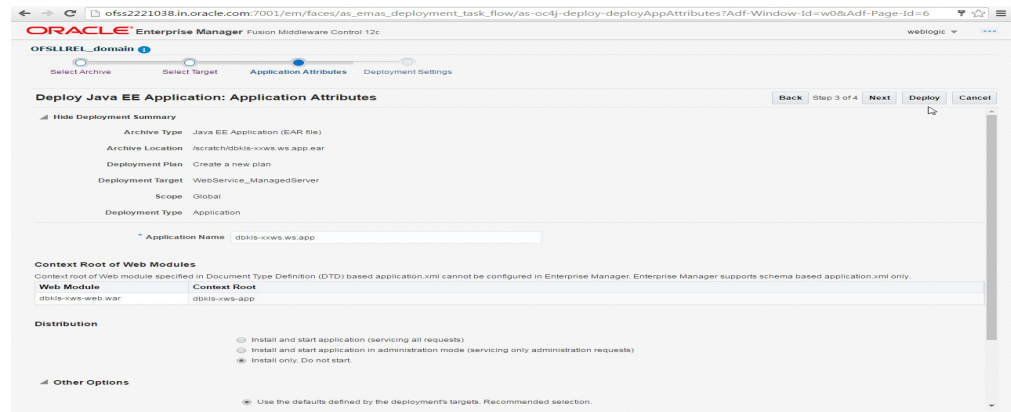 ofss2221038.in.oracle.com:7001/em/faces/as_emas_deployment_task_flow/as-oc4j-deploy-deployAppAttributes?Adf-Window-Id=w0&Adf-Page-Id=6
ORACLE Enterprise Manager Fusion Middleware Control 12c
weblogic
OFSLLREL_domain
Select Archive Select Target Application Attributes Deployment Settings
Deploy Java EE Application: Application Attributes
Back Step 3 of 4 Next Deploy Cancel
Hide Deployment Summary
Archive Type Java EE Application (EAR file)
Archive Location /scratch/dbkls-xxws.ws.app.ear
Deployment Plan Create a new plan
Deployment Target WebService_ManagedServer
Scope Global
Deployment Type Application
* Application Name dbkls-xxws.ws.app
Context Root of Web Modules
Context root of Web module specified in Document Type Definition (DTD) based application.xml cannot be configured in Enterprise Manager. Enterprise Manager supports schema based application.xml only.
Web Module Context Root
dbkls-xws-web.war dbkls-xws-app
Distribution
Install and start application (servicing all requests)
Install and start application in administration mode (servicing only administration requests)
Install only. Do not start.
Other Options
Use the defaults defined by the deployment's targets. Recommended selection.